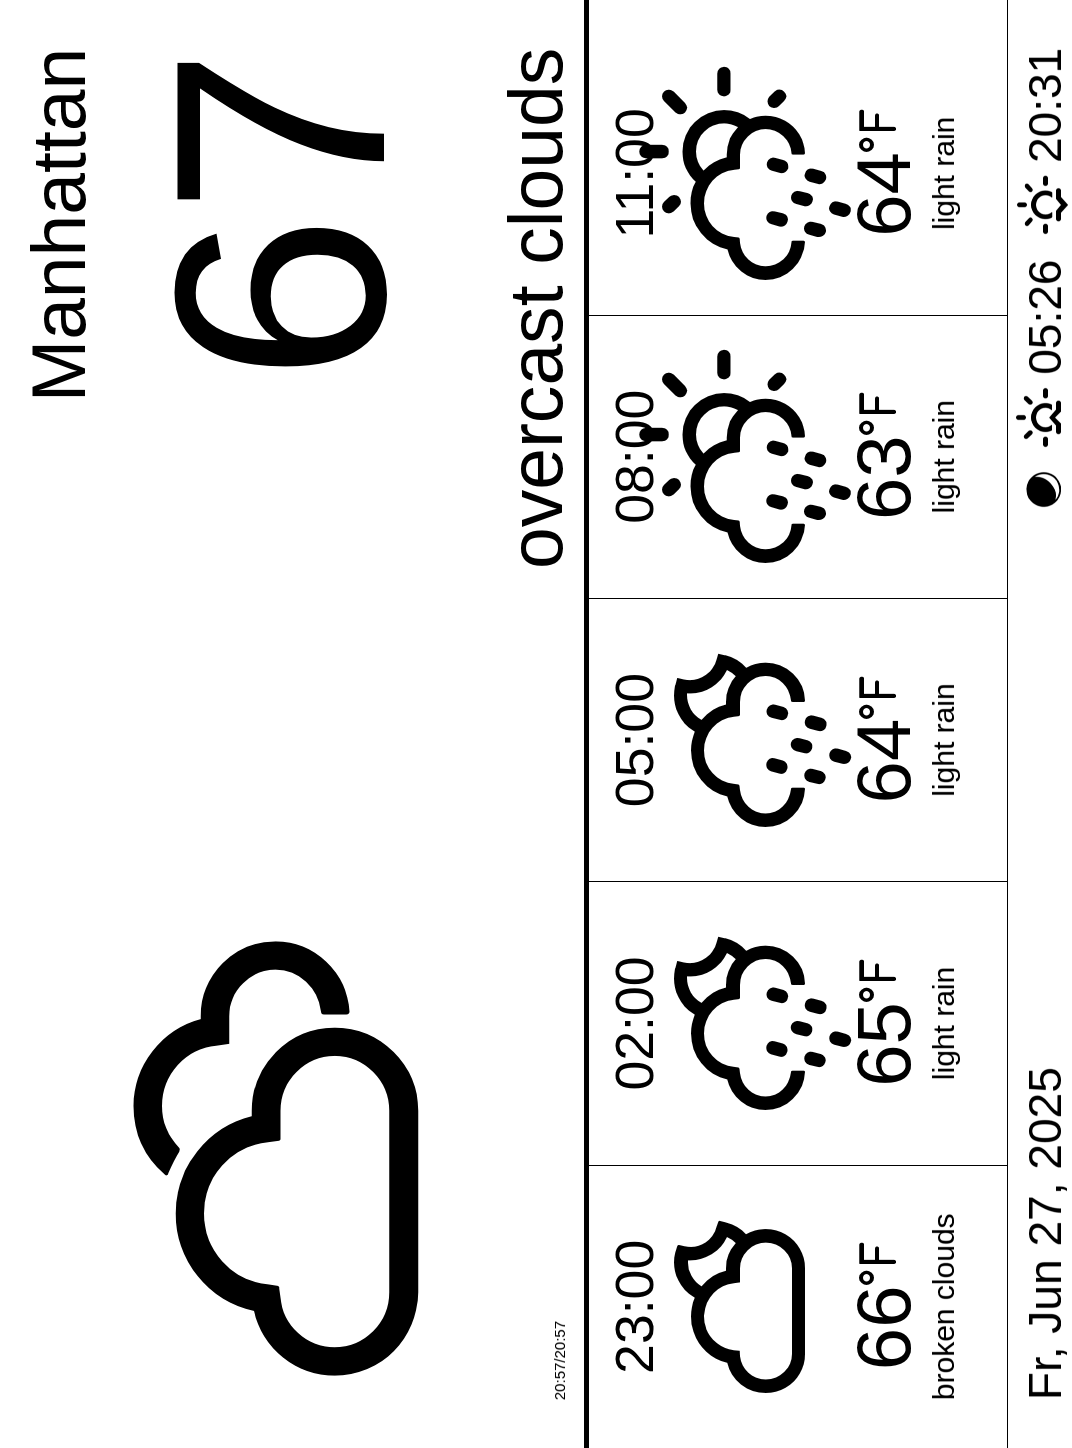 Manhattan
67
overcast clouds
20:57/20:57
23:00
66°F
broken clouds
02:00
65°F
light rain
05:00
64°F
light rain
08:00
63°F
light rain
11:00
64°F
light rain
Fr, Jun 27, 2025
05:26
20:31